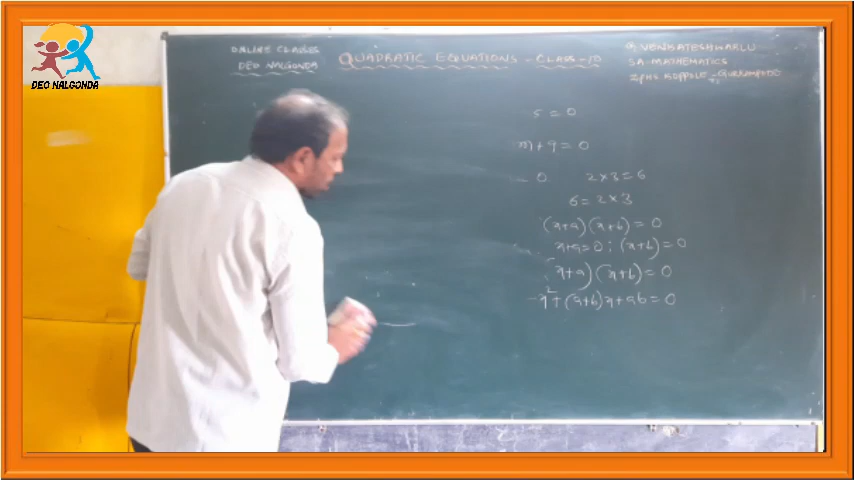 DEO NALGONDA
ONLINE CLASSES
DEO NALGONDA
QUADRATIC EQUATIONS - CLASS-10
G. VENKATESHWARLU
SA. MATHEMATICS
ZPHS
5 = 0
+ 9 = 0
0. 2×3=6
6=2×3
(x+a)(x+b) = 0
x+a=0 ; (x+b)=0
x+a) (x+b)=0
x²+(a+b)x+ab=0